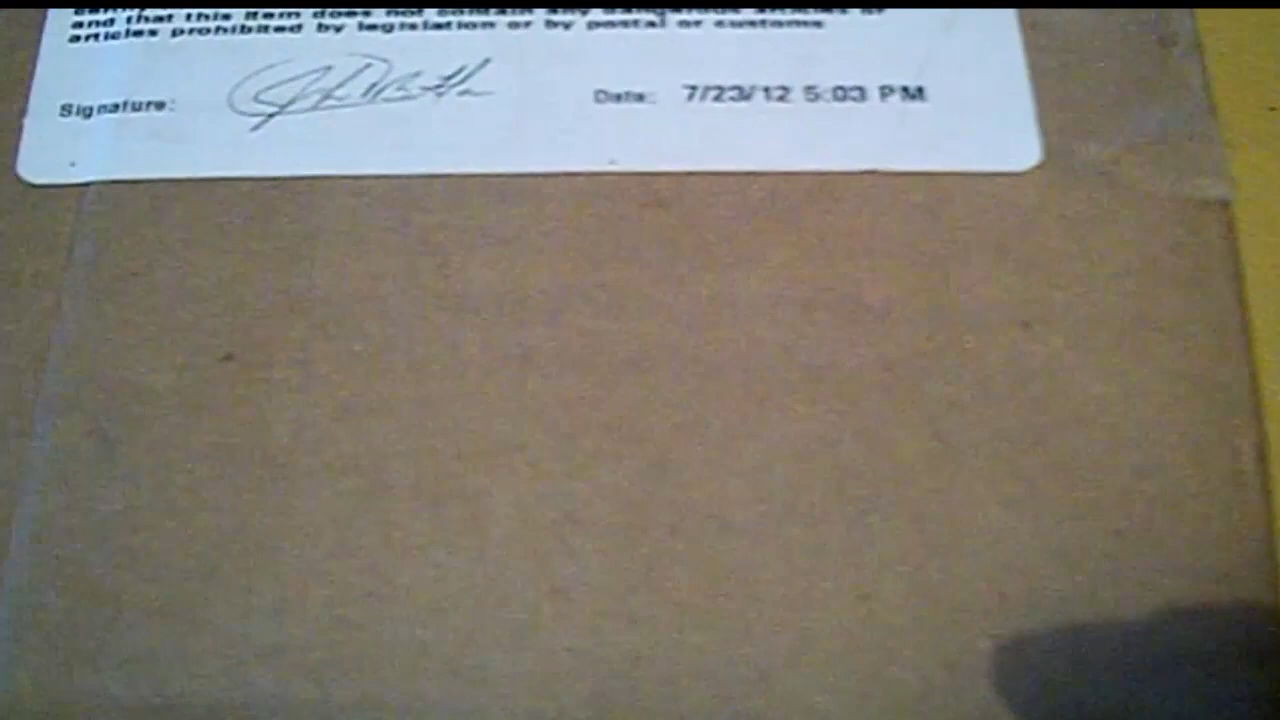 and that this item does not contain any dangerous articles or
articles prohibited by legislation or by postal or customs
Signature:
Date: 7/23/12 5:03 PM